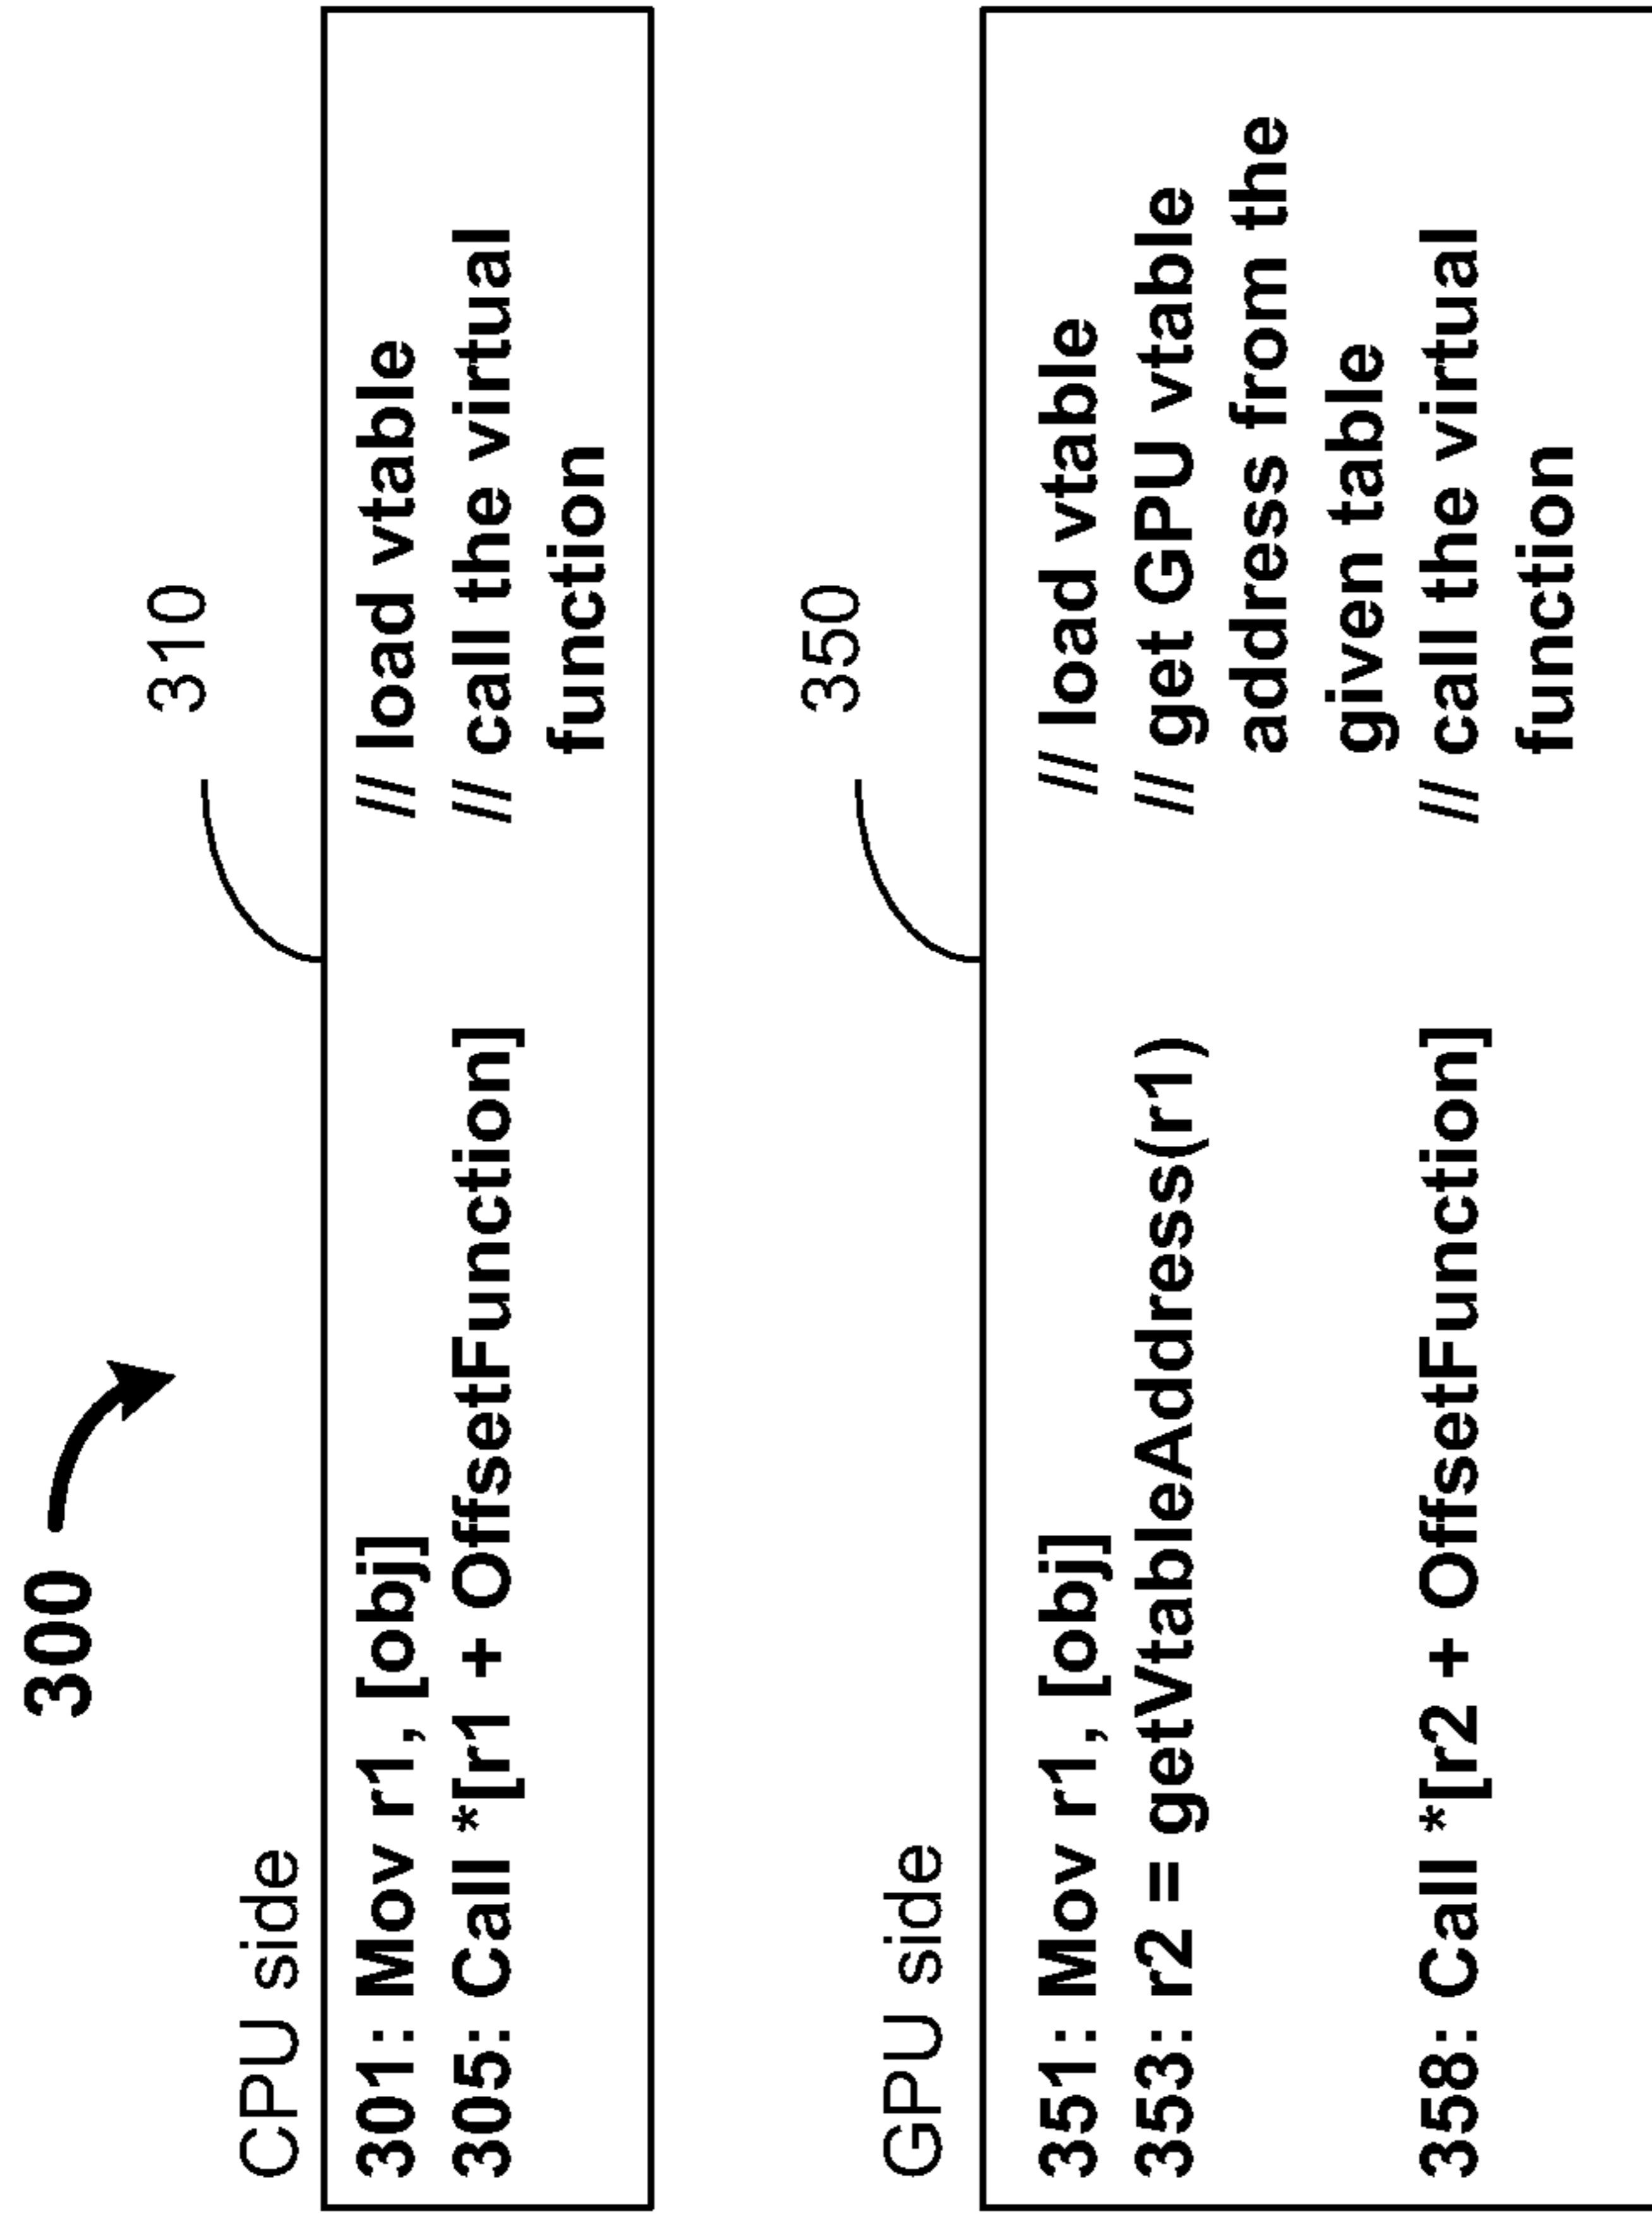 300
CPU side
310
301: Mov r1, [obj] // load vtable
305: Call *[r1 + OffsetFunction] // call the virtual
function
GPU side
350
351: Mov r1, [obj] // load vtable
353: r2 = getVtableAddress(r1) // get GPU vtable
address from the
given table
358: Call *[r2 + OffsetFunction] // call the virtual
function